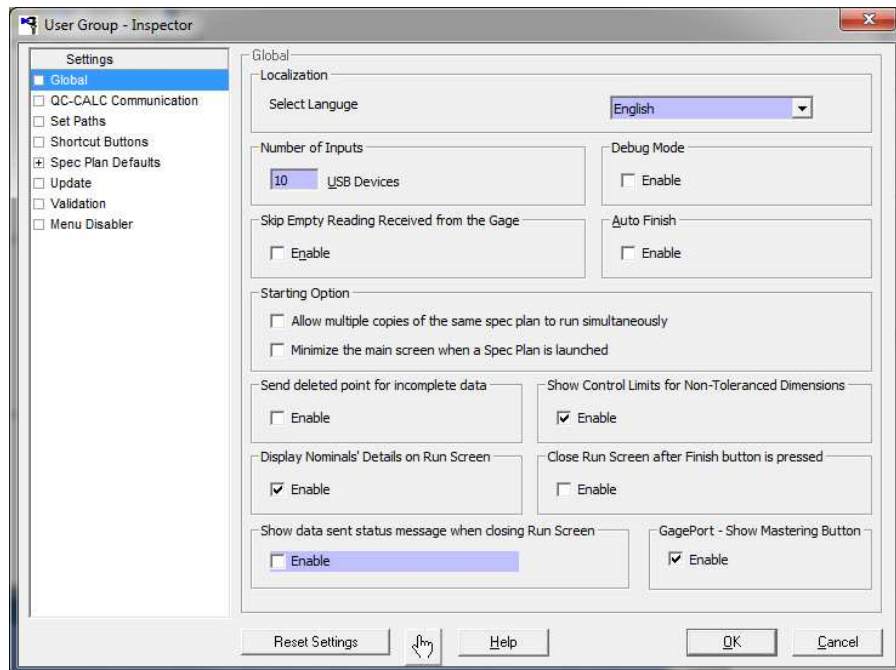 User Group - Inspector
Settings
Global
QC-CALC Communication
Set Paths
Shortcut Buttons
Spec Plan Defaults
Update
Validation
Menu Disabler
Global
Localization
Select Languge
English
Number of Inputs
10 USB Devices
Debug Mode
Enable
Skip Empty Reading Received from the Gage
Enable
Auto Finish
Enable
Starting Option
Allow multiple copies of the same spec plan to run simultaneously
Minimize the main screen when a Spec Plan is launched
Send deleted point for incomplete data
Enable
Show Control Limits for Non-Toleranced Dimensions
Enable
Display Nominals' Details on Run Screen
Enable
Close Run Screen after Finish button is pressed
Enable
Show data sent status message when closing Run Screen
Enable
GagePort - Show Mastering Button
Enable
Reset Settings
Help
OK
Cancel